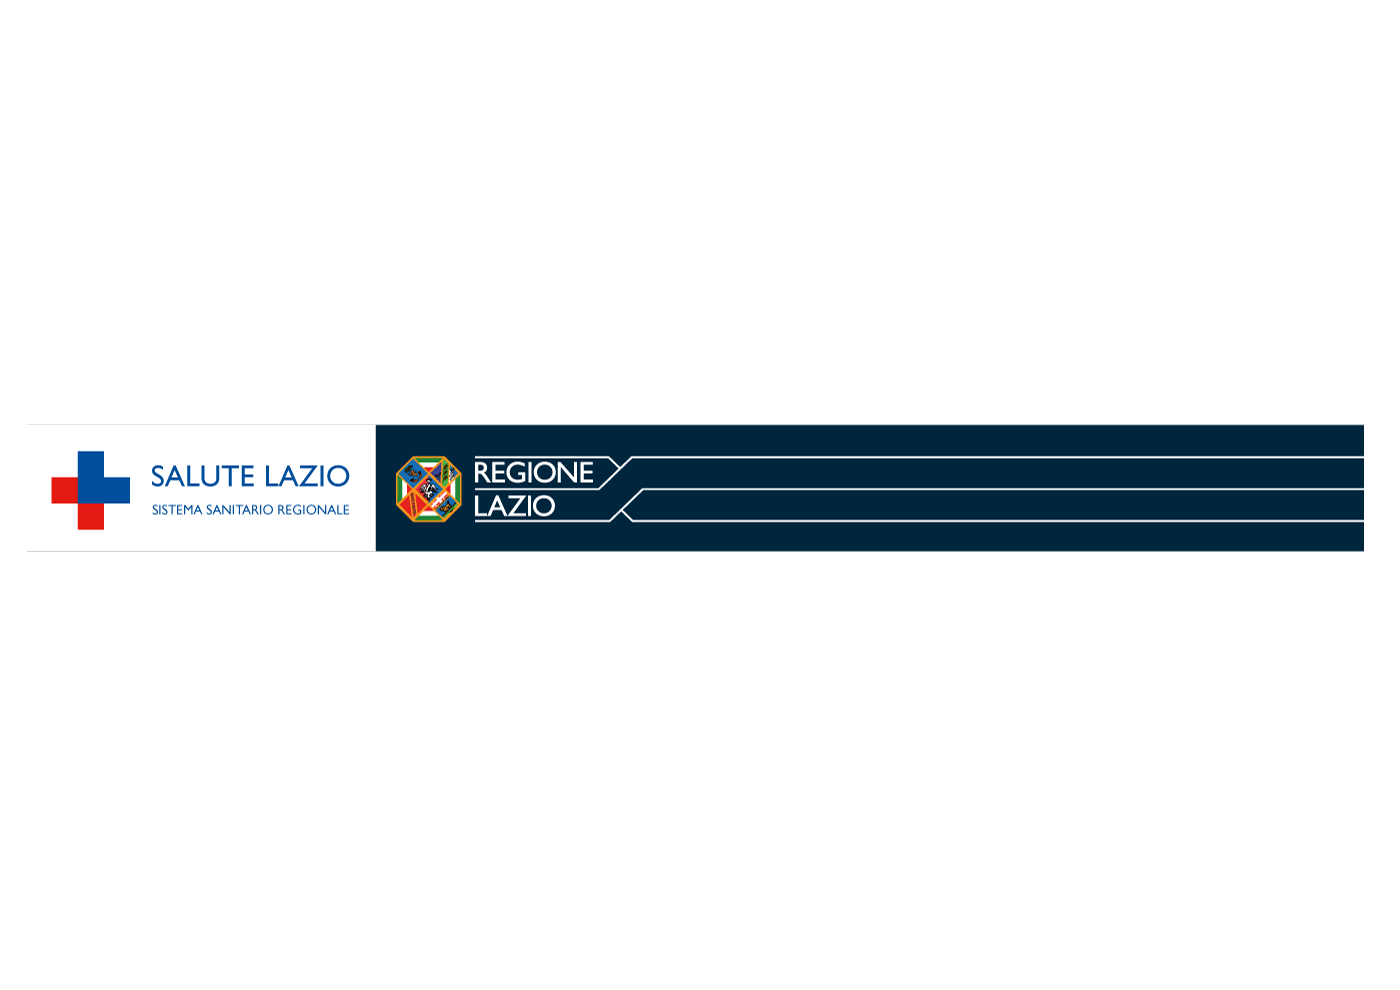 SALUTE LAZIO
SISTEMA SANITARIO REGIONALE
REGIONE
LAZIO